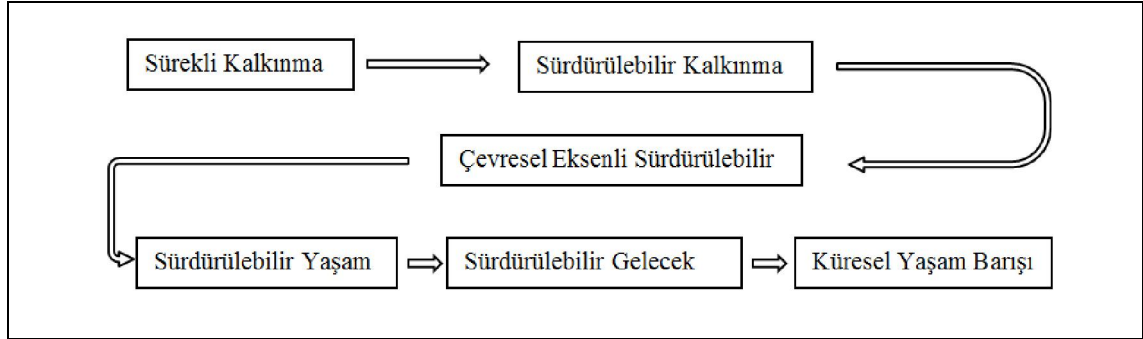 Sürekli Kalkınma
Sürdürülebilir Kalkınma
Çevresel Eksenli Sürdürülebilir
Sürdürülebilir Yaşam
Sürdürülebilir Gelecek
Küresel Yaşam Barışı